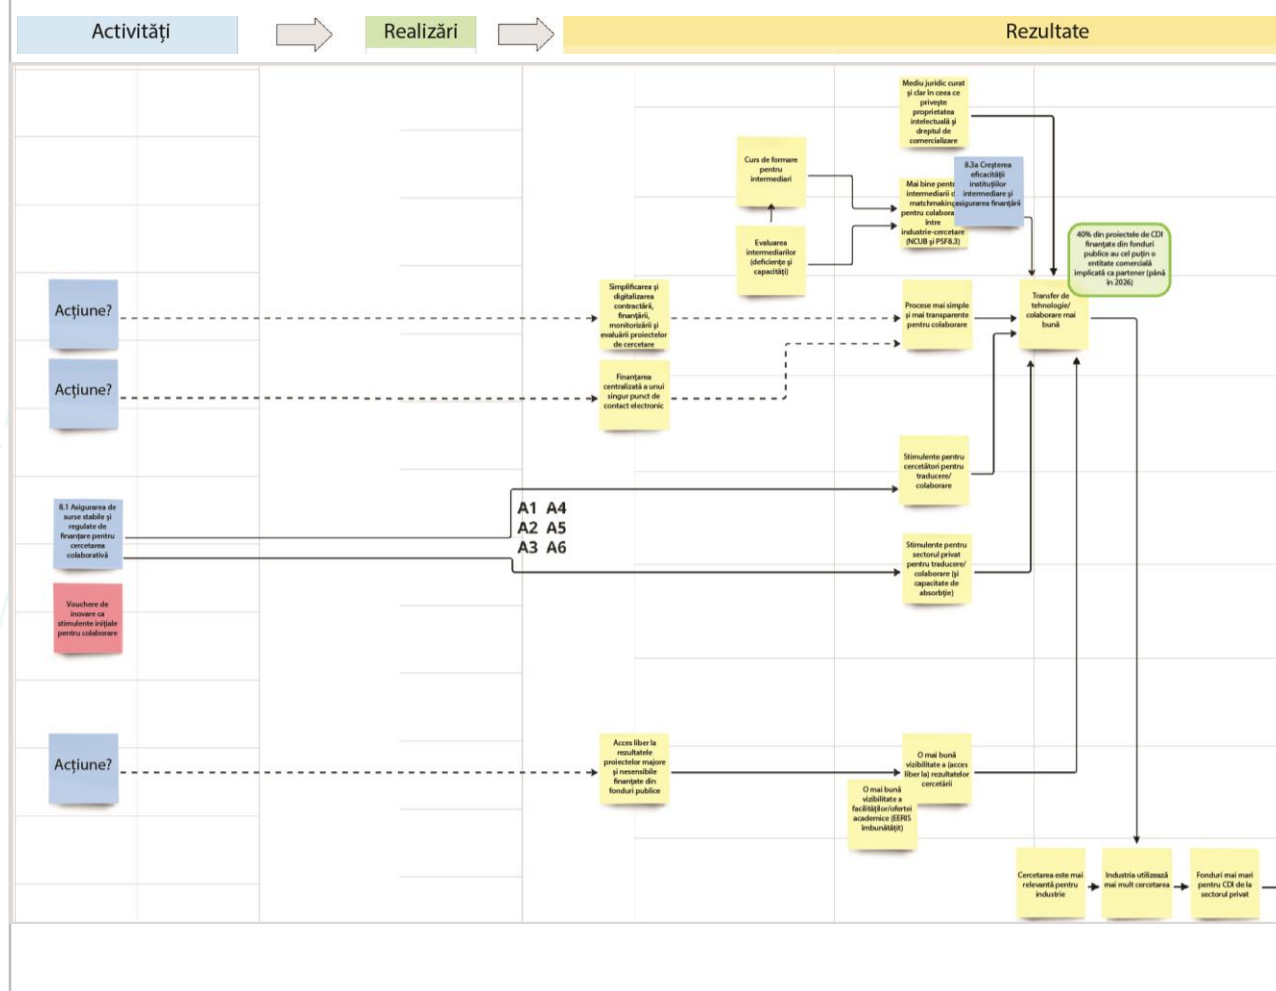 Activități
Realizări
Rezultate
Mediu juridic curat
și clar în ceea ce
privește
proprietatea
intelectuală și
dreptul de
comercializare
Curs de formare
pentru
intermediari
8.3a Creșterea
eficacității
instituțiilor
intermediare și
asigurarea finanțării
Mai bine pentru
intermediarii
matchmaking
pentru
între
industrie-cercetare
(NCUB și PSF8.3)
Evaluarea
intermediarilor
(deficiențe și
capacități)
40% din proiectele de CDI
finanțate din fonduri
publice au cel puțin o
entitate comercială
implicată ca partener (până
în 2026)
Acțiune?
Simplificarea și
digitalizarea
contractării,
finanțării,
monitorizării și
evaluării proiectelor
de cercetare
Procese mai simple
și mai transparente
pentru colaborare
Transfer de
tehnologie/
colaborare mai
bună
Acțiune?
Finanțarea
centralizată a unui
singur punct de
contact electronic
Stimulente pentru
cercetători pentru
traducere/
colaborare
8.1 Asigurarea de
surse stabile și
regulate de
finanțare pentru
cercetarea
colaborativă
A1 A4
A2 A5
A3 A6
Stimulente pentru
sectorul privat
pentru traducere/
colaborare (și
capacitate de
absorbție)
Vouchere de
inovare ca
stimulente inițiale
pentru colaborare
Acțiune?
Acces liber la
rezultatele
proiectelor majore
și nesensibile
finanțate din
fonduri publice
O mai bună
vizibilitate a (acces
liber la) rezultatelor
cercetării
O mai bună
vizibilitate a
facilităților/ofertei
academice (EERIS
îmbunătățit)
Cercetarea este mai
relevantă pentru
industrie
Industria utilizează
mai mult cercetarea
Fonduri mai mari
pentru CDI de la
sectorul privat